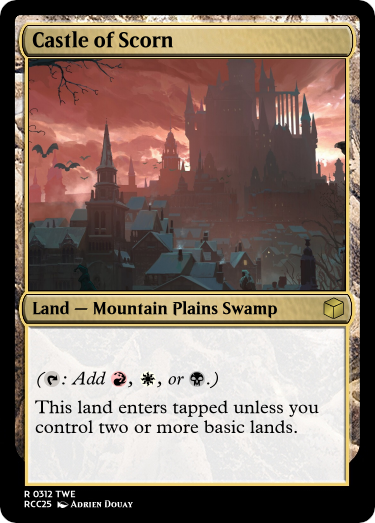 Castle of Scorn
Land — Mountain Plains Swamp
(: Add , , or .)
This land enters tapped unless you
control two or more basic lands.
R 0312 TWE
RCC25 Adrien Douay